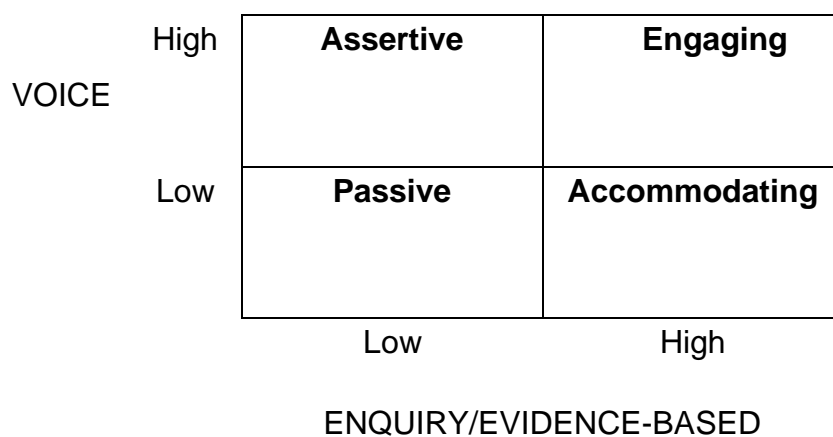 High Assertive Engaging
VOICE
Low Passive Accommodating
Low High
ENQUIRY/EVIDENCE-BASED